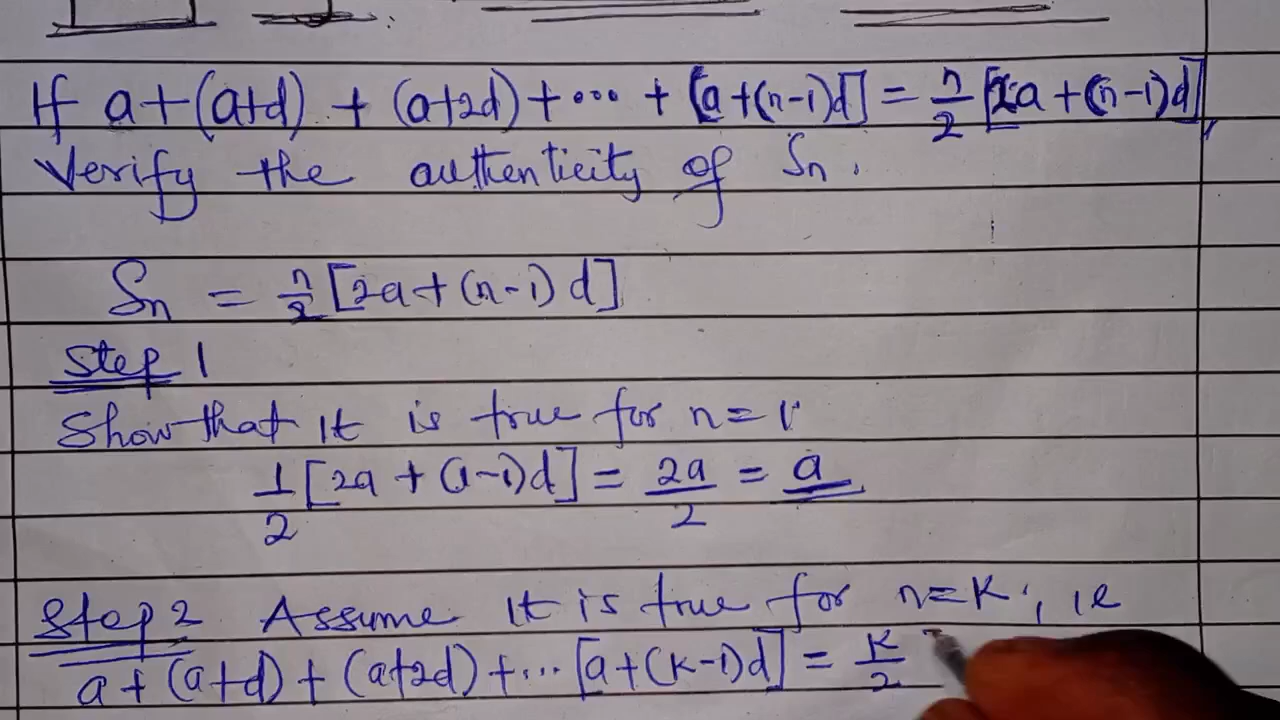 If a+(a+d) + (a+2d)+... + [a+(n-1)d] = n/2 [2a+(n-1)d],
Verify the authenticity of Sn.
Sn = n/2 [2a+(n-1)d]
Step 1
Show that it is true for n=1
1/2 [2a + (1-1)d] = 2a/2 = a
Step 2 Assume it is true for n=k, ie
a + (a+d) + (a+2d) +... [a+(k-1)d] = k/2